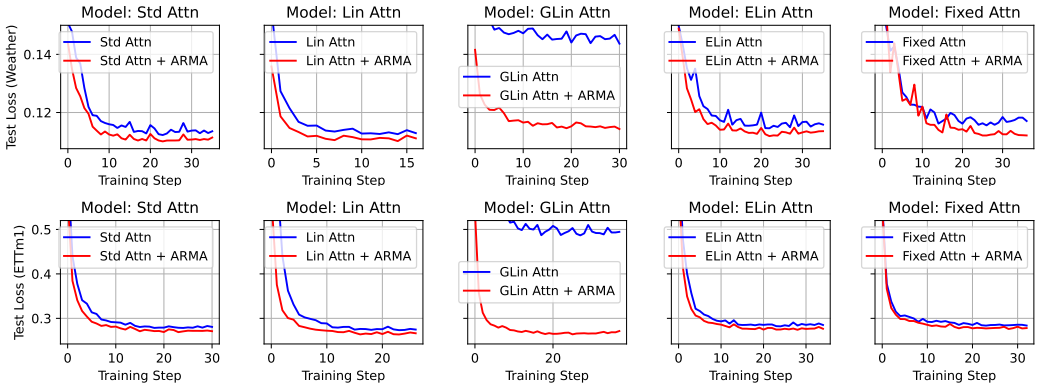 Model: Std Attn
Model: Lin Attn
Model: GLin Attn
Model: ELin Attn
Model: Fixed Attn
Test Loss (Weather)
0.14
0.12
Std Attn
Std Attn + ARMA
Lin Attn
Lin Attn + ARMA
GLin Attn
GLin Attn + ARMA
ELin Attn
ELin Attn + ARMA
Fixed Attn
Fixed Attn + ARMA
0 10 20 30
0 5 10 15
0 10 20 30
0 10 20 30
0 10 20 30
Training Step
Training Step
Training Step
Training Step
Training Step
Model: Std Attn
Model: Lin Attn
Model: GLin Attn
Model: ELin Attn
Model: Fixed Attn
Test Loss (ETTm1)
0.5
0.4
0.3
Std Attn
Std Attn + ARMA
Lin Attn
Lin Attn + ARMA
GLin Attn
GLin Attn + ARMA
ELin Attn
ELin Attn + ARMA
Fixed Attn
Fixed Attn + ARMA
0 10 20 30
0 10 20
0 20
0 10 20 30
0 10 20 30
Training Step
Training Step
Training Step
Training Step
Training Step